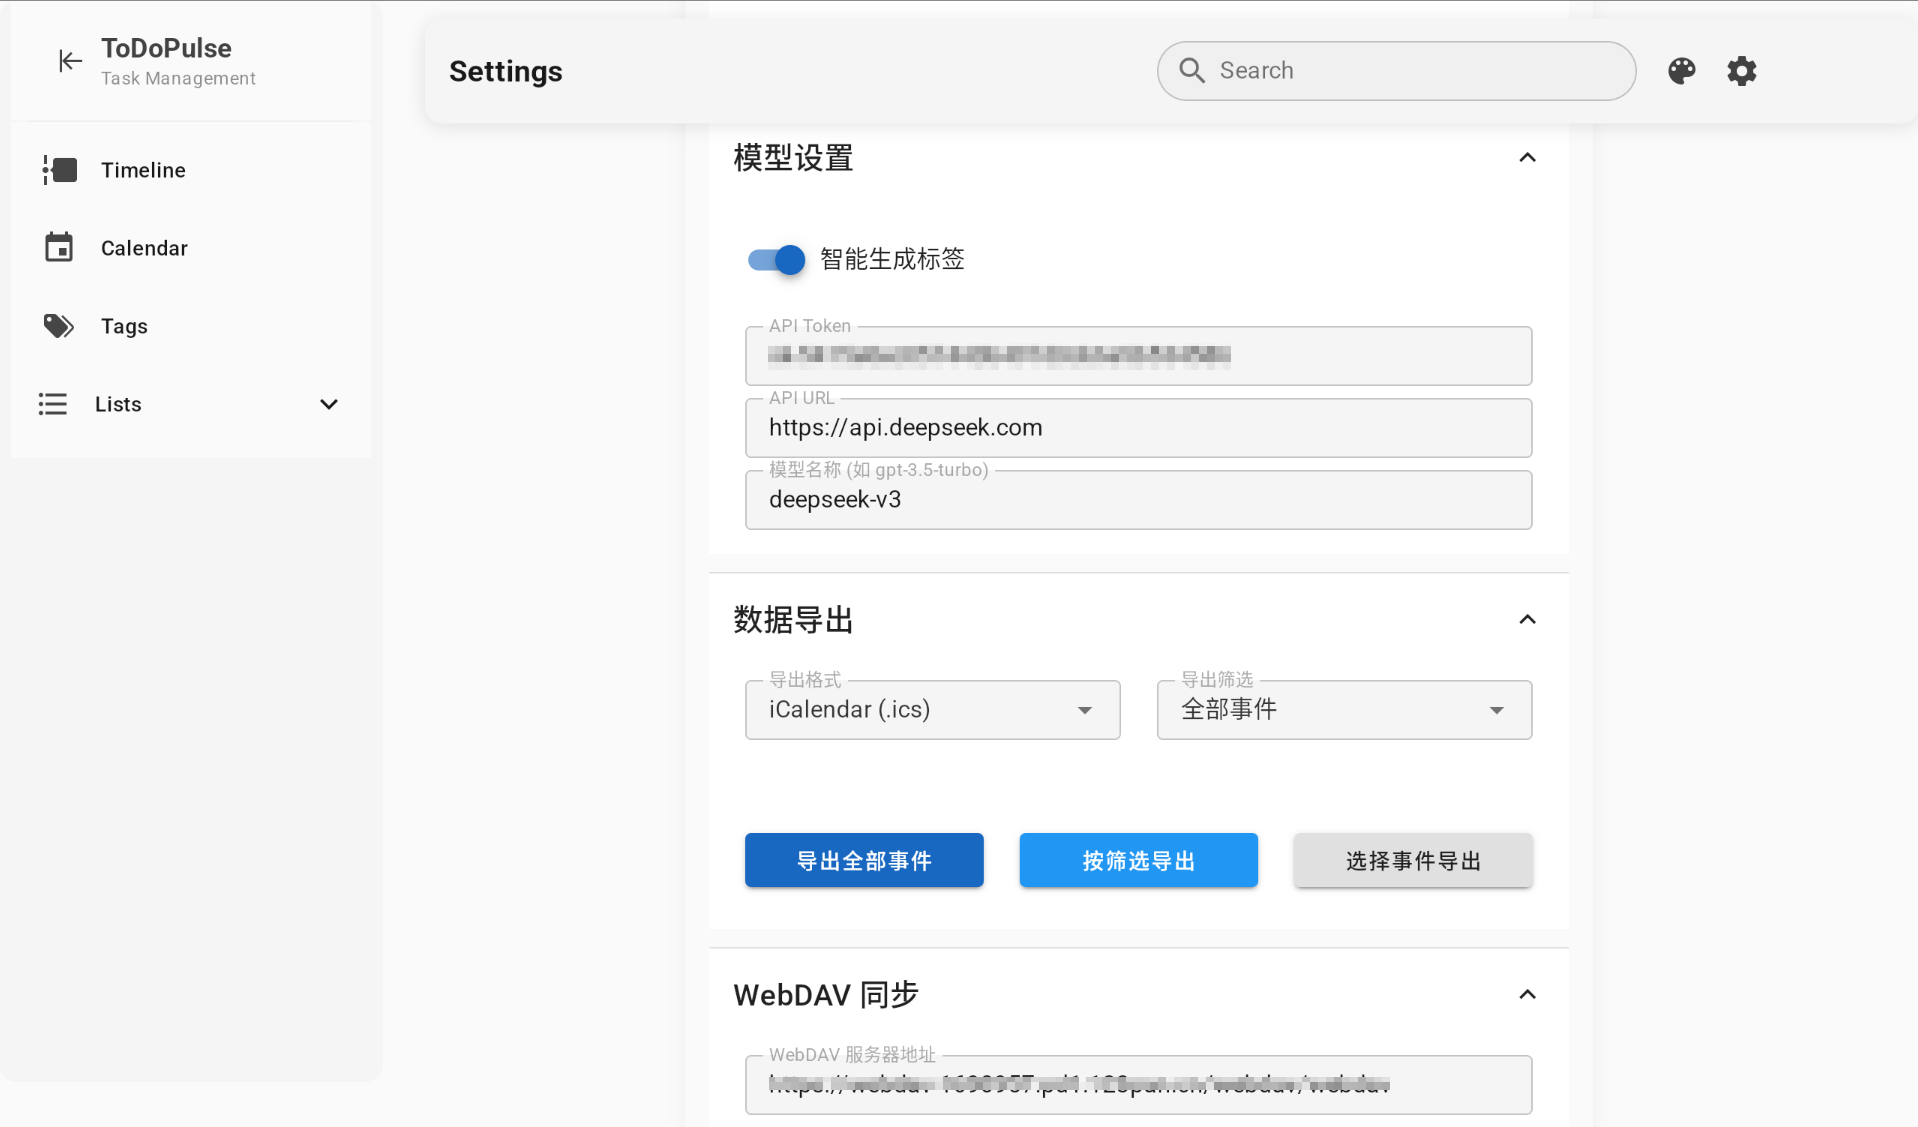 ToDoPulse
Task Management
Timeline
Calendar
Tags
Lists
Settings
Search
模型设置
智能生成标签
API Token
API URL
https://api.deepseek.com
模型名称 (如 gpt-3.5-turbo)
deepseek-v3
数据导出
导出格式
iCalendar (.ics)
导出筛选
全部事件
导出全部事件
按筛选导出
选择事件导出
WebDAV 同步
WebDAV 服务器地址